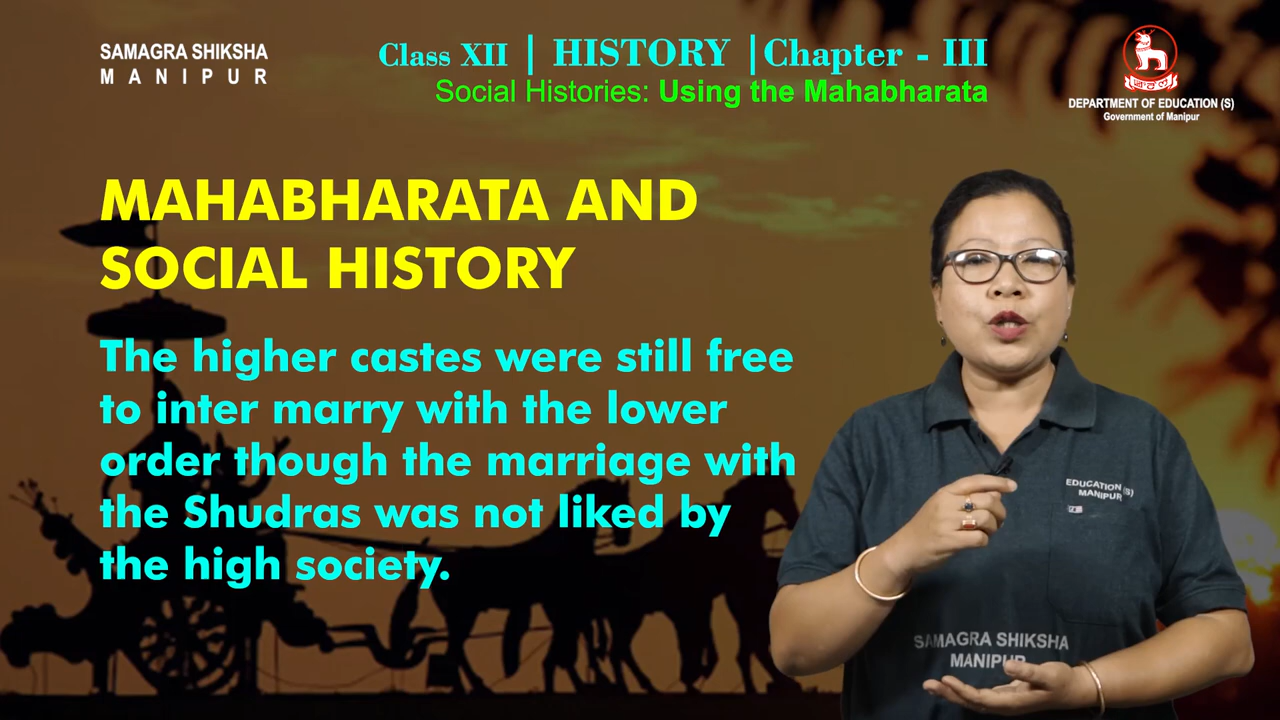 SAMAGRA SHIKSHA
MANIPUR
Class XII | HISTORY | Chapter - III
Social Histories: Using the Mahabharata
DEPARTMENT OF EDUCATION (S)
Government of Manipur
MAHABHARATA AND
SOCIAL HISTORY
The higher castes were still free
to inter marry with the lower
order though the marriage with
the Shudras was not liked by
the high society.
EDUCATION (S)
MANIPUR
SAMAGRA SHIKSHA
MANIPUR